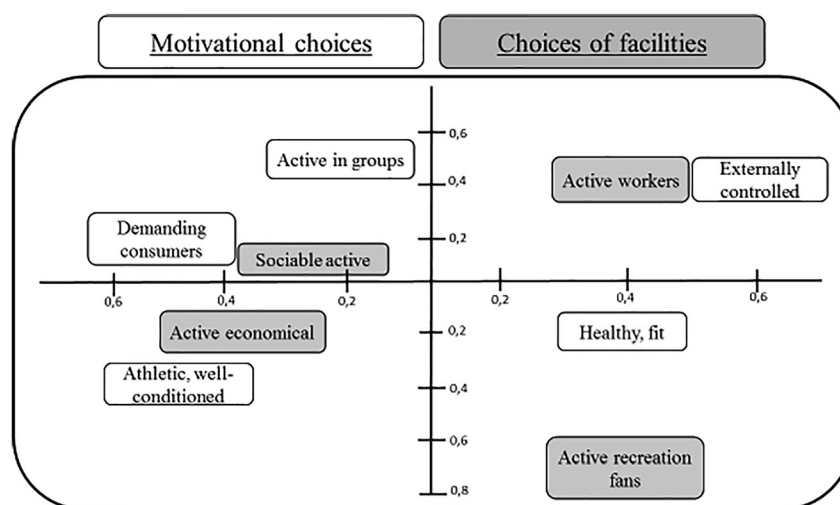 Motivational choices
Choices of facilities
0,6
Active in groups
0,4
Active workers
Externally
controlled
Demanding
consumers
0,2
Sociable active
0,6
0,4
0,2
0,2
0,4
0,6
Active economical
0,2
Healthy, fit
Athletic, well-
conditioned
0,4
0,6
Active recreation
fans
0,8